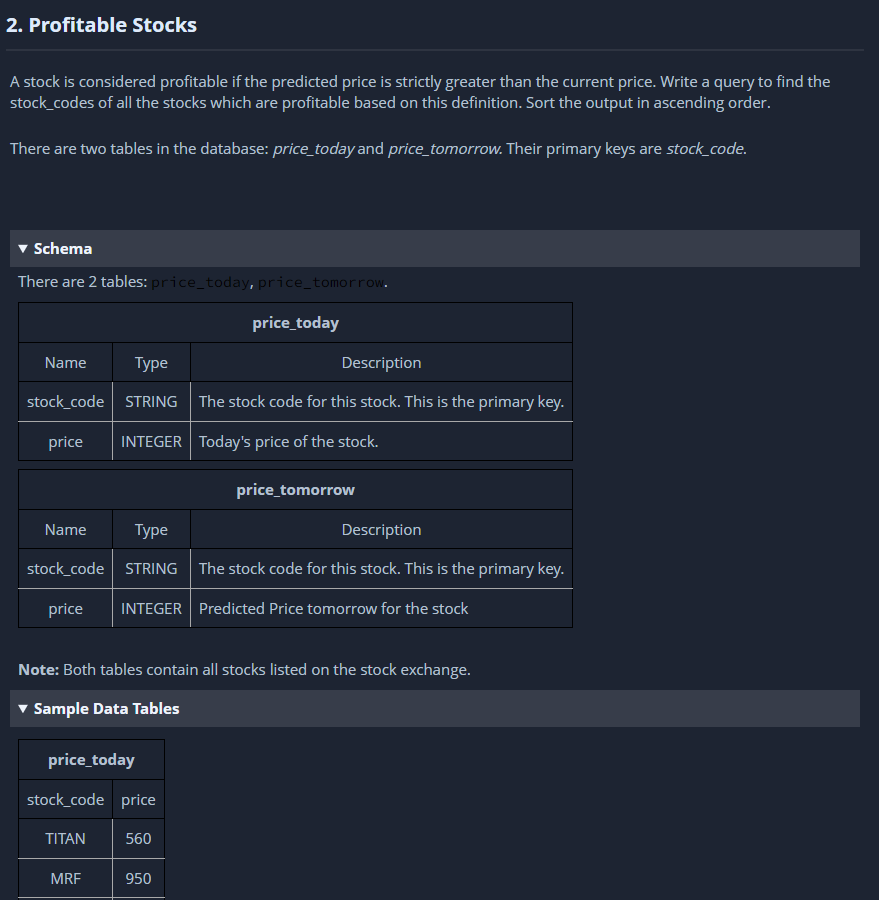 2. Profitable Stocks
A stock is considered profitable if the predicted price is strictly greater than the current price. Write a query to find the
stock_codes of all the stocks which are profitable based on this definition. Sort the output in ascending order.
There are two tables in the database: price_today and price_tomorrow. Their primary keys are stock_code.
▼ Schema
There are 2 tables: price_today, price_tomorrow.
price_today
Name Type Description
stock_code STRING The stock code for this stock. This is the primary key.
price INTEGER Today's price of the stock.
price_tomorrow
Name Type Description
stock_code STRING The stock code for this stock. This is the primary key.
price INTEGER Predicted Price tomorrow for the stock
Note: Both tables contain all stocks listed on the stock exchange.
▼ Sample Data Tables
price_today
stock_code price
TITAN 560
MRF 950